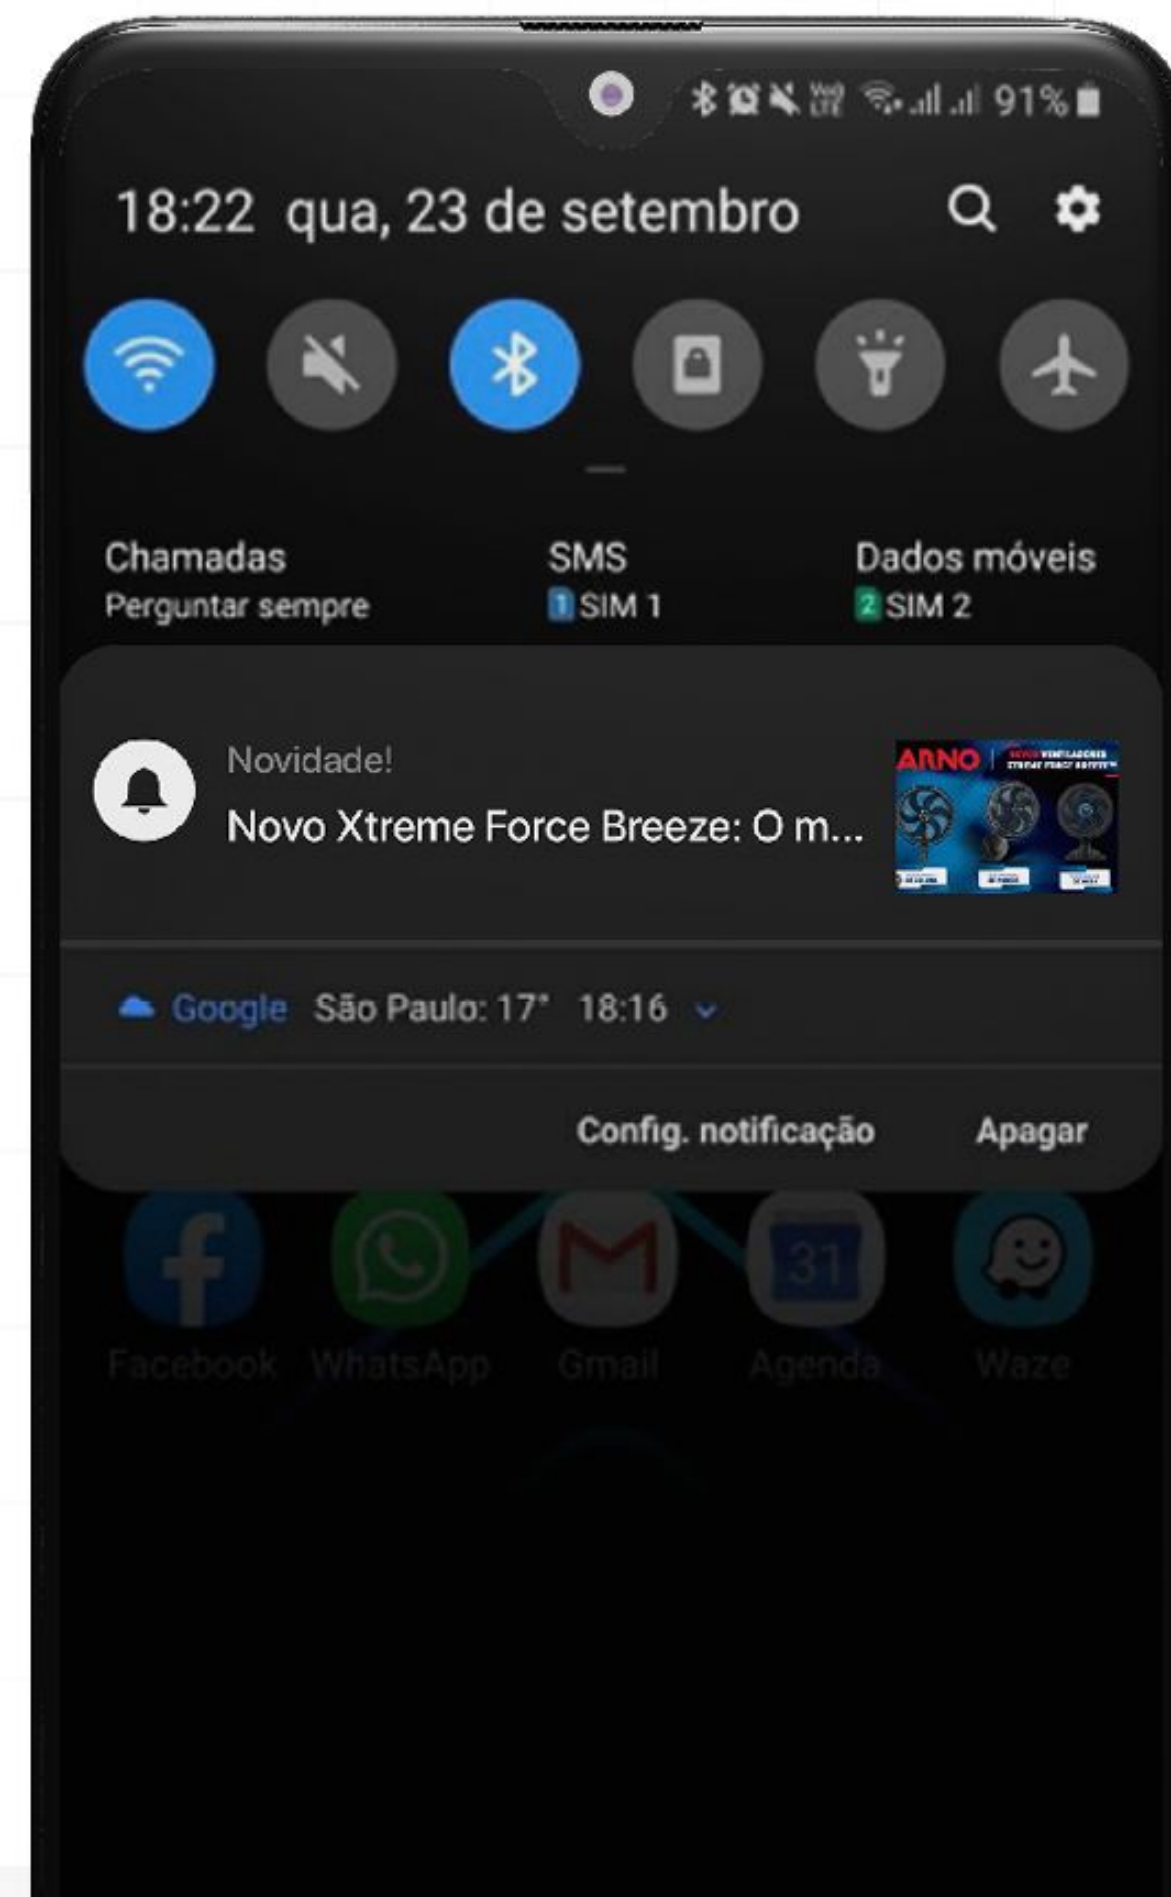 91%
18:22 qua, 23 de setembro
Chamadas SMS Dados móveis
Perguntar sempre 1 SIM 1 2 SIM 2
Novidade!
Novo Xtreme Force Breeze: O m...
ARNO
Google São Paulo: 17° 18:16
Config. notificação Apagar
31
Facebook WhatsApp Gmail Agenda Waze